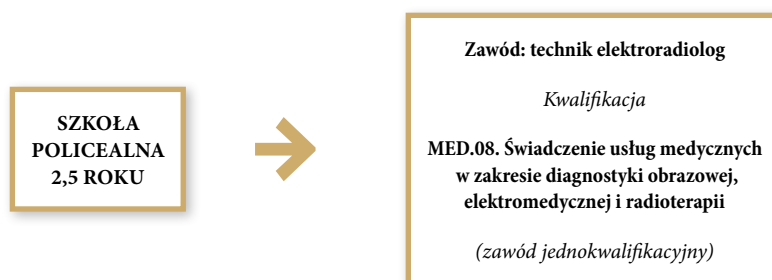 SZKOŁA
POLICEALNA
2,5 ROKU
Zawód: technik elektroradiolog
Kwalifikacja
MED.08. Świadczenie usług medycznych
w zakresie diagnostyki obrazowej,
elektromedycznej i radioterapii
(zawód jednokwalifikacyjny)